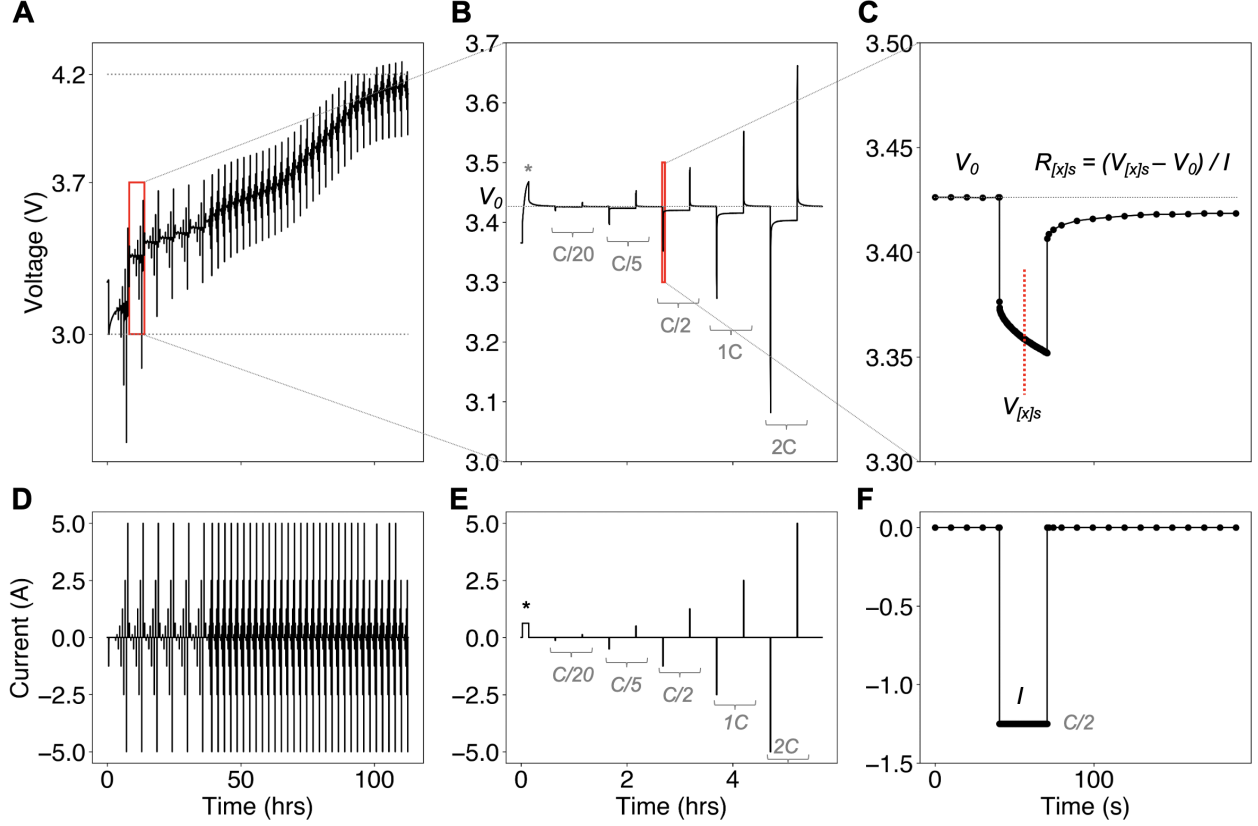 A
B
C
Voltage (V)
4.2
3.7
3.0
3.7
3.6
3.5
V0
3.4
3.3
3.2
3.1
3.0
*
C/20
C/5
C/2
1C
2C
3.50
3.45
3.40
3.35
3.30
V0
R[x]s = (V[x]s – V0) / I
V[x]s
D
E
F
Current (A)
5.0
2.5
0.0
−2.5
−5.0
0
50
100
Time (hrs)
5.0
2.5
0.0
−2.5
−5.0
*
C/20
C/5
C/2
1C
2C
0
2
4
Time (hrs)
0.0
−0.5
−1.0
−1.5
I
C/2
0
100
Time (s)